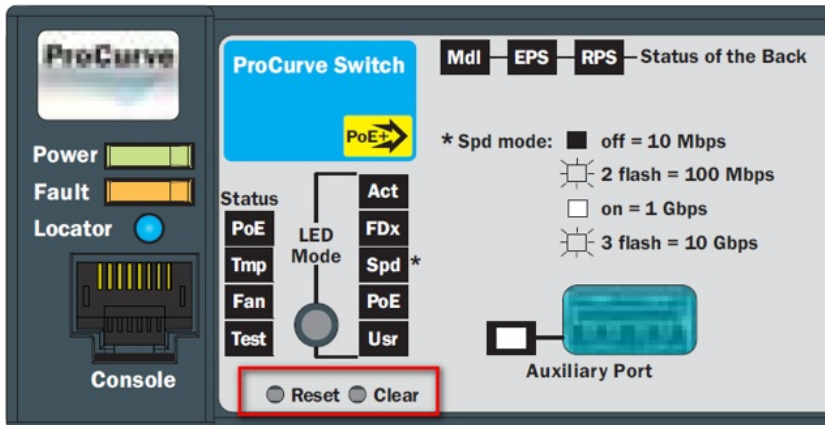 ProCurve
Power
Fault
Locator
Console
ProCurve Switch
PoE+
Status
PoE
Tmp
Fan
Test
LED
Mode
Act
FDx
Spd *
PoE
Usr
Reset Clear
Mdl EPS RPS Status of the Back
* Spd mode: off = 10 Mbps
2 flash = 100 Mbps
on = 1 Gbps
3 flash = 10 Gbps
Auxiliary Port